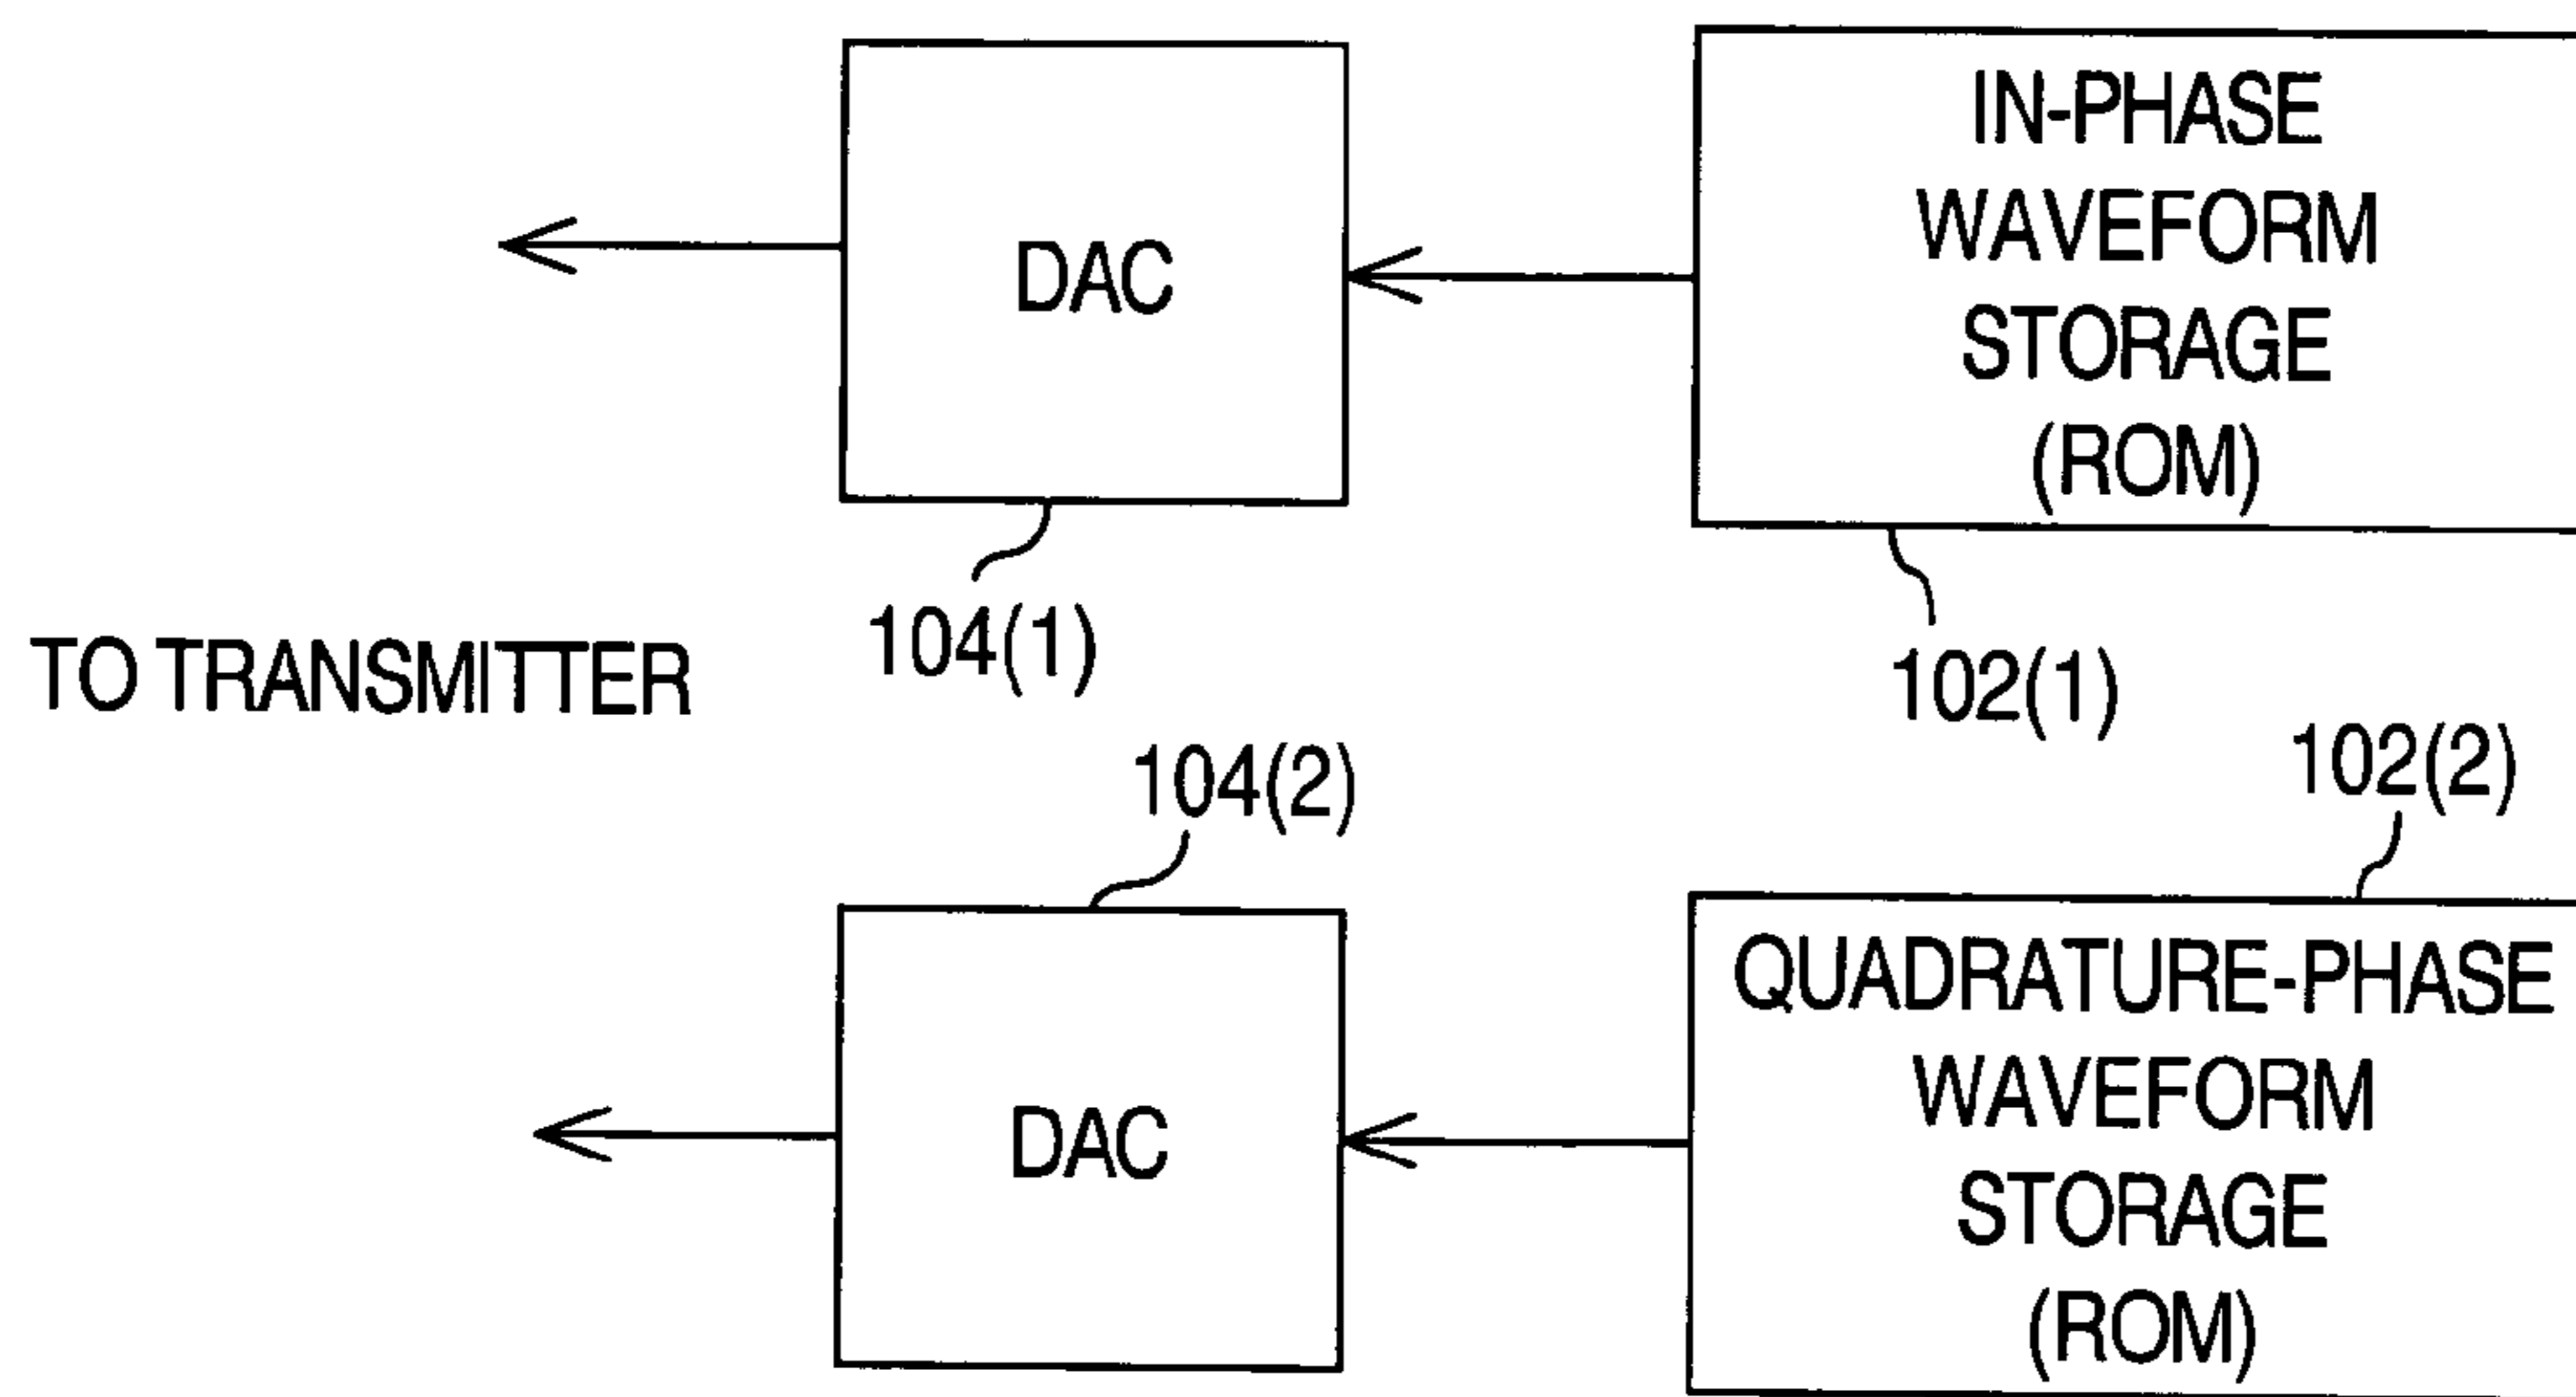 IN-PHASE
WAVEFORM
STORAGE
(ROM)
DAC
104(1)
102(1)
TO TRANSMITTER
104(2)
102(2)
QUADRATURE-PHASE
WAVEFORM
STORAGE
(ROM)
DAC